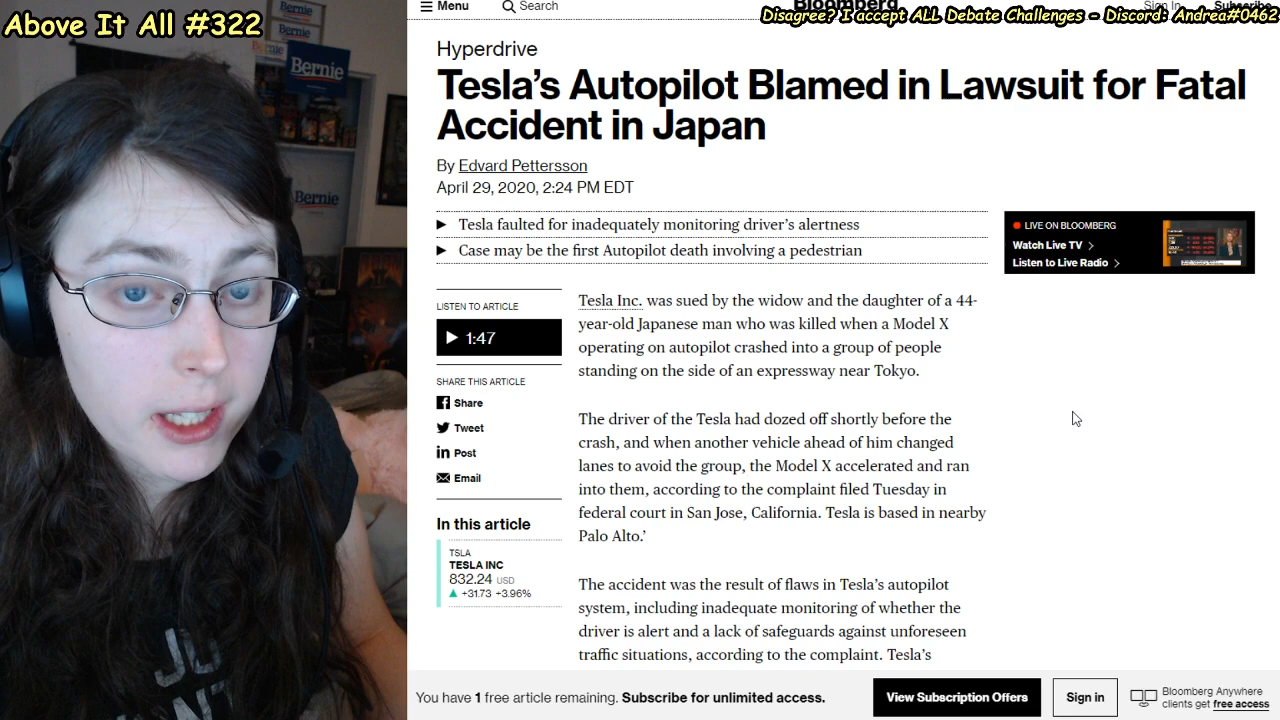 Above It All #322
Bernie
Bernie
Bernie
Bernie
Menu
Search
Bloomberg
Sign In
Subscribe
Disagree? I accept ALL Debate Challenges - Discord: Andrea#0462
Hyperdrive
Tesla's Autopilot Blamed in Lawsuit for Fatal
Accident in Japan
By Edvard Pettersson
April 29, 2020, 2:24 PM EDT
▶ Tesla faulted for inadequately monitoring driver's alertness
▶ Case may be the first Autopilot death involving a pedestrian
LIVE ON BLOOMBERG
Watch Live TV >
Listen to Live Radio >
LISTEN TO ARTICLE
▶ 1:47
SHARE THIS ARTICLE
Share
Tweet
Post
Email
In this article
TSLA
TESLA INC
832.24 USD
▲ +31.73 +3.96%
Tesla Inc. was sued by the widow and the daughter of a 44-
year-old Japanese man who was killed when a Model X
operating on autopilot crashed into a group of people
standing on the side of an expressway near Tokyo.
The driver of the Tesla had dozed off shortly before the
crash, and when another vehicle ahead of him changed
lanes to avoid the group, the Model X accelerated and ran
into them, according to the complaint filed Tuesday in
federal court in San Jose, California. Tesla is based in nearby
Palo Alto.'
The accident was the result of flaws in Tesla's autopilot
system, including inadequate monitoring of whether the
driver is alert and a lack of safeguards against unforeseen
traffic situations, according to the complaint. Tesla's
You have 1 free article remaining. Subscribe for unlimited access.
View Subscription Offers
Sign in
Bloomberg Anywhere
clients get free access